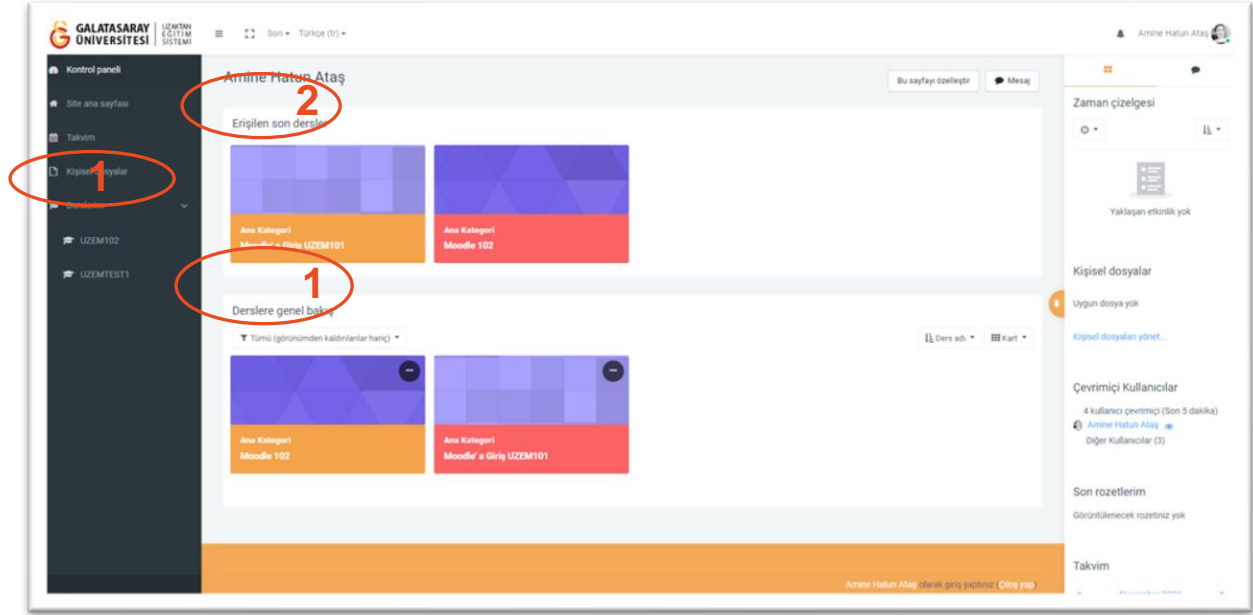 GALATASARAY ÜNİVERSİTESİ
UZAKTAN EĞİTİM SİSTEMİ
Son
Türkçe (tr)
Amine Hatun Ataş
Kontrol paneli
Site ana sayfası
Takvim
Kişisel dosyalar
1
Derslerim
UZEM102
UZEMTEST1
Amine Hatun Ataş
Bu sayfayı özelleştir
Mesaj
2
Erişilen son dersler
Ana Kategori
Moodle' a Giriş UZEM101
Ana Kategori
Moodle 102
1
Derslere genel bakış
Tümü (görünümden kaldırılanlar hariç)
Ders adı
Kart
Ana Kategori
Moodle 102
Ana Kategori
Moodle' a Giriş UZEM101
Amine Hatun Ataş olarak giriş yaptınız (Çıkış yap)
Zaman çizelgesi
Yaklaşan etkinlik yok
Kişisel dosyalar
Uygun dosya yok
Kişisel dosyaları yönet...
Çevrimiçi Kullanıcılar
4 kullanıcı çevrimiçi (Son 5 dakika)
Amine Hatun Ataş
Diğer Kullanıcılar (3)
Son rozetlerim
Görüntülenecek rozetiniz yok
Takvim